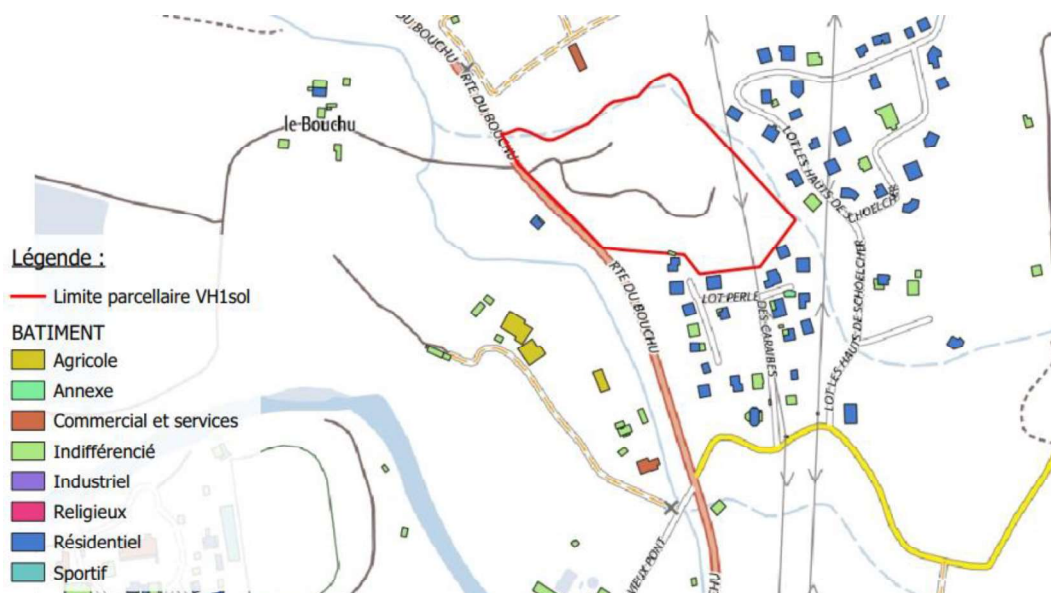 DU BOUCHU
RTE DU BOUCHU
le Bouchu
LOT LES HAUTS DE SCHOELCHER
RTE DU BOUCHU
LOT PERLE
DES CARAIBES
LOT LES HAUTS DE SCHOELCHER
VIEUX PONT
Légende :
Limite parcellaire VH1sol
BATIMENT
Agricole
Annexe
Commercial et services
Indifférencié
Industriel
Religieux
Résidentiel
Sportif